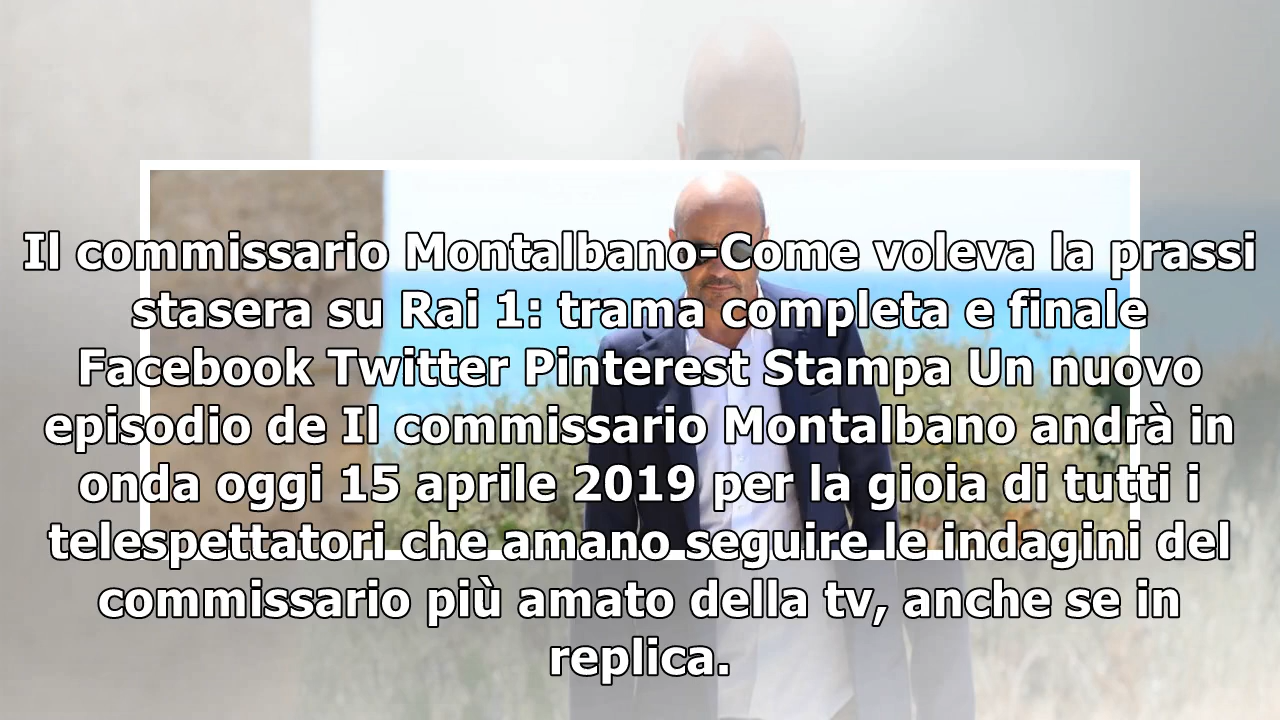 Il commissario Montalbano-Come voleva la prassi
stasera su Rai 1: trama completa e finale
Facebook Twitter Pinterest Stampa Un nuovo
episodio de Il commissario Montalbano andrà in
onda oggi 15 aprile 2019 per la gioia di tutti i
telespettatori che amano seguire le indagini del
commissario più amato della tv, anche se in
replica.